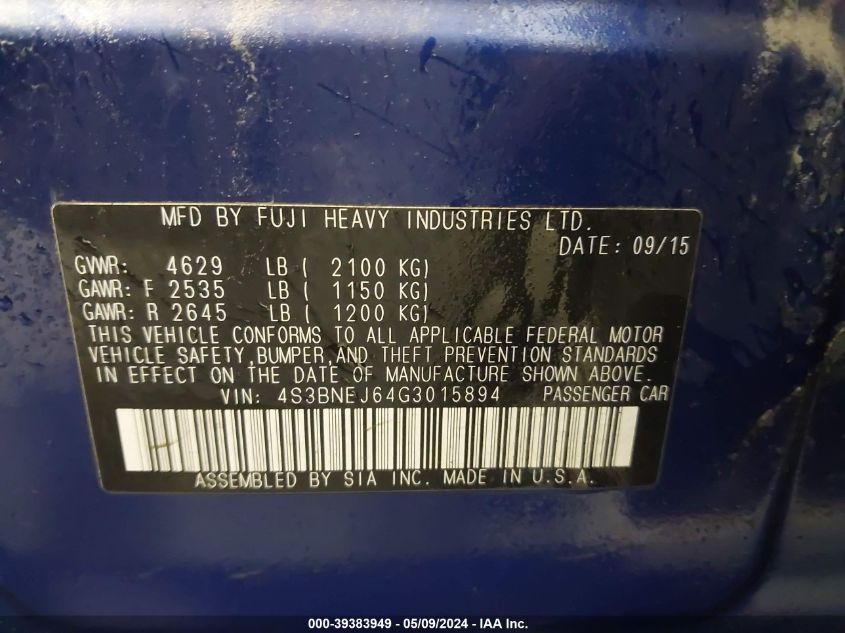 MFD BY FUJI HEAVY INDUSTRIES LTD.
DATE: 09/15
GVWR: 4629 LB ( 2100 KG)
GAWR: F 2535 LB ( 1150 KG)
GAWR: R 2645 LB ( 1200 KG)
THIS VEHICLE CONFORMS TO ALL APPLICABLE FEDERAL MOTOR
VEHICLE SAFETY, BUMPER, AND THEFT PREVENTION STANDARDS
IN EFFECT ON THE DATE OF MANUFACTURE SHOWN ABOVE.
VIN: 4S3BNEJ64G3015894 PASSENGER CAR
ASSEMBLED BY SIA INC. MADE IN U.S.A.
000-39383949 - 05/09/2024 - IAA Inc.